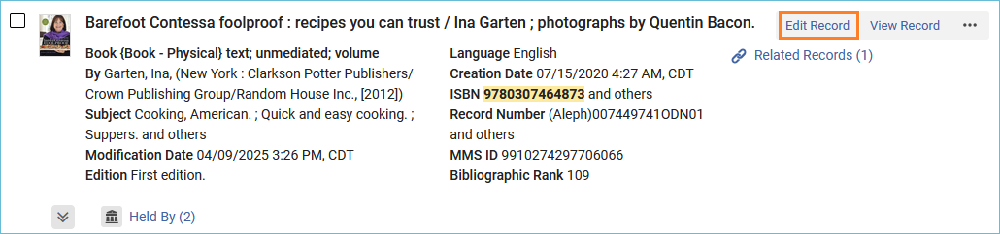 Barefoot Contessa foolproof : recipes you can trust / Ina Garten ; photographs by Quentin Bacon.
Edit Record
View Record
Book {Book - Physical} text; unmediated; volume
By Garten, Ina, (New York : Clarkson Potter Publishers/
Crown Publishing Group/Random House Inc., [2012])
Subject Cooking, American. ; Quick and easy cooking. ;
Suppers. and others
Modification Date 04/09/2025 3:26 PM, CDT
Edition First edition.
Language English
Creation Date 07/15/2020 4:27 AM, CDT
ISBN 9780307464873 and others
Record Number (Aleph)007449741ODN01
and others
MMS ID 9910274297706066
Bibliographic Rank 109
Related Records (1)
Held By (2)